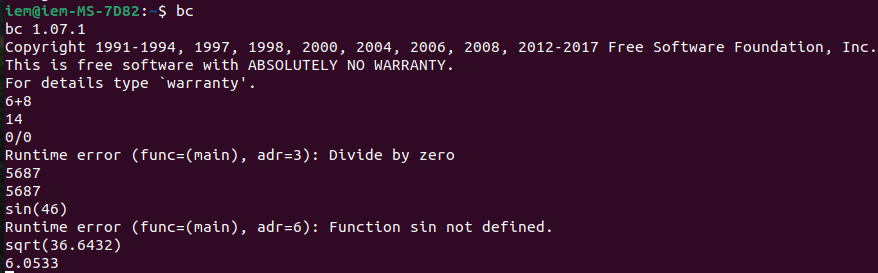 iem@iem-MS-7D82:~$ bc
bc 1.07.1
Copyright 1991-1994, 1997, 1998, 2000, 2004, 2006, 2008, 2012-2017 Free Software Foundation, Inc.
This is free software with ABSOLUTELY NO WARRANTY.
For details type `warranty'.
6+8
14
0/0
Runtime error (func=(main), adr=3): Divide by zero
5687
5687
sin(46)
Runtime error (func=(main), adr=6): Function sin not defined.
sqrt(36.6432)
6.0533